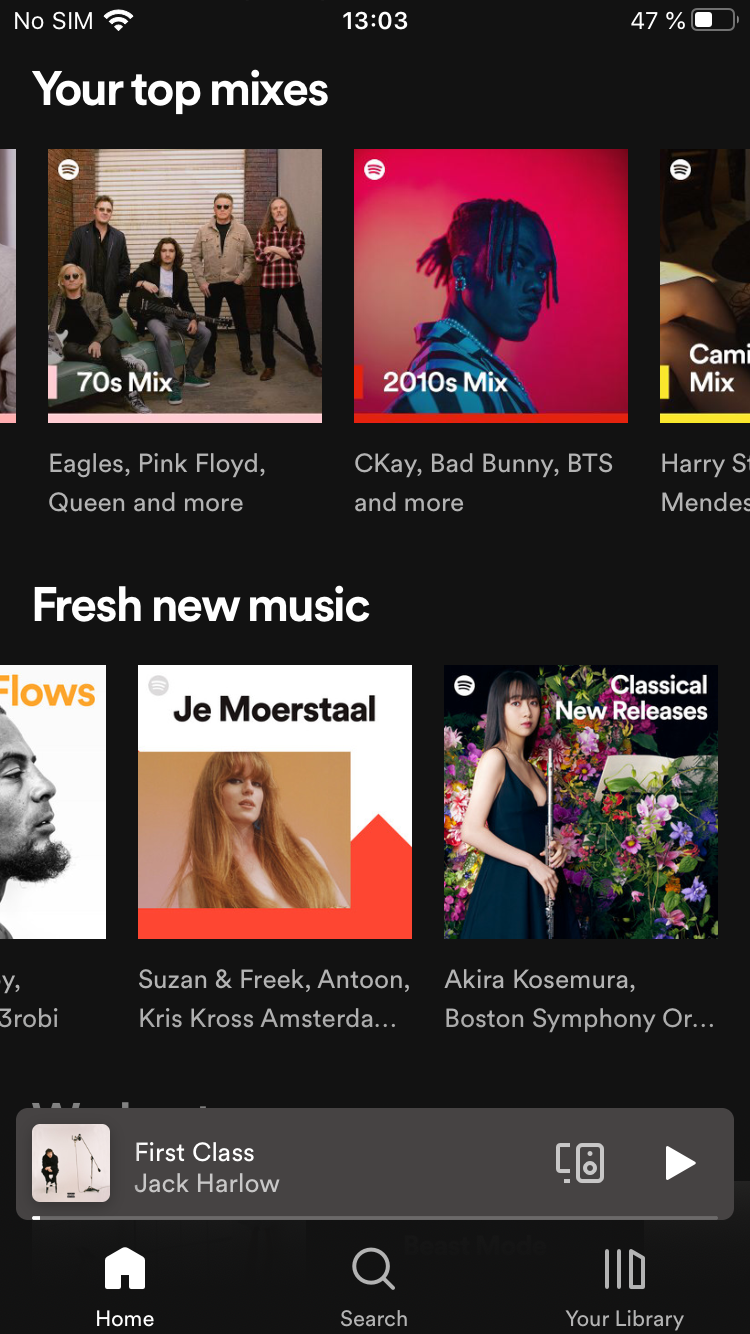 No SIM 13:03 47 %
Your top mixes
70s Mix
2010s Mix
Cami
Mix
Eagles, Pink Floyd,
Queen and more
CKay, Bad Bunny, BTS
and more
Harry St
Mendes
Fresh new music
Flows
Je Moerstaal
Classical
New Releases
y,
3robi
Suzan & Freek, Antoon,
Kris Kross Amsterda...
Akira Kosemura,
Boston Symphony Or...
First Class
Jack Harlow
Beast Mode
Home
Search
Your Library